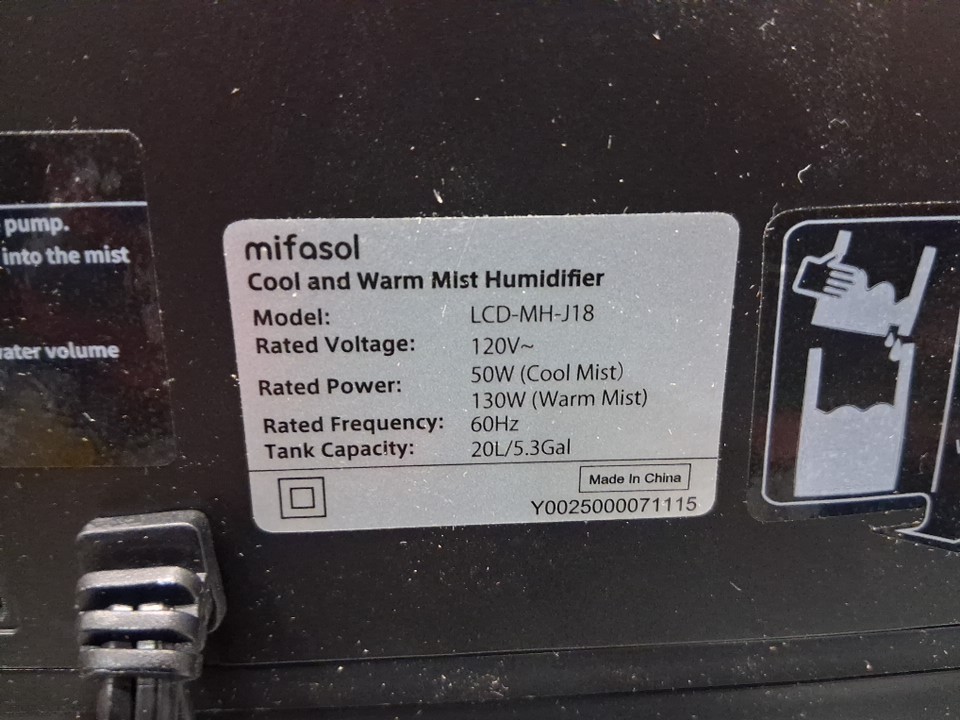 pump.
into the mist
water volume
mifasol
Cool and Warm Mist Humidifier
Model: LCD-MH-J18
Rated Voltage: 120V~
Rated Power: 50W (Cool Mist)
130W (Warm Mist)
Rated Frequency: 60Hz
Tank Capacity: 20L/5.3Gal
Made In China
Y0025000071115